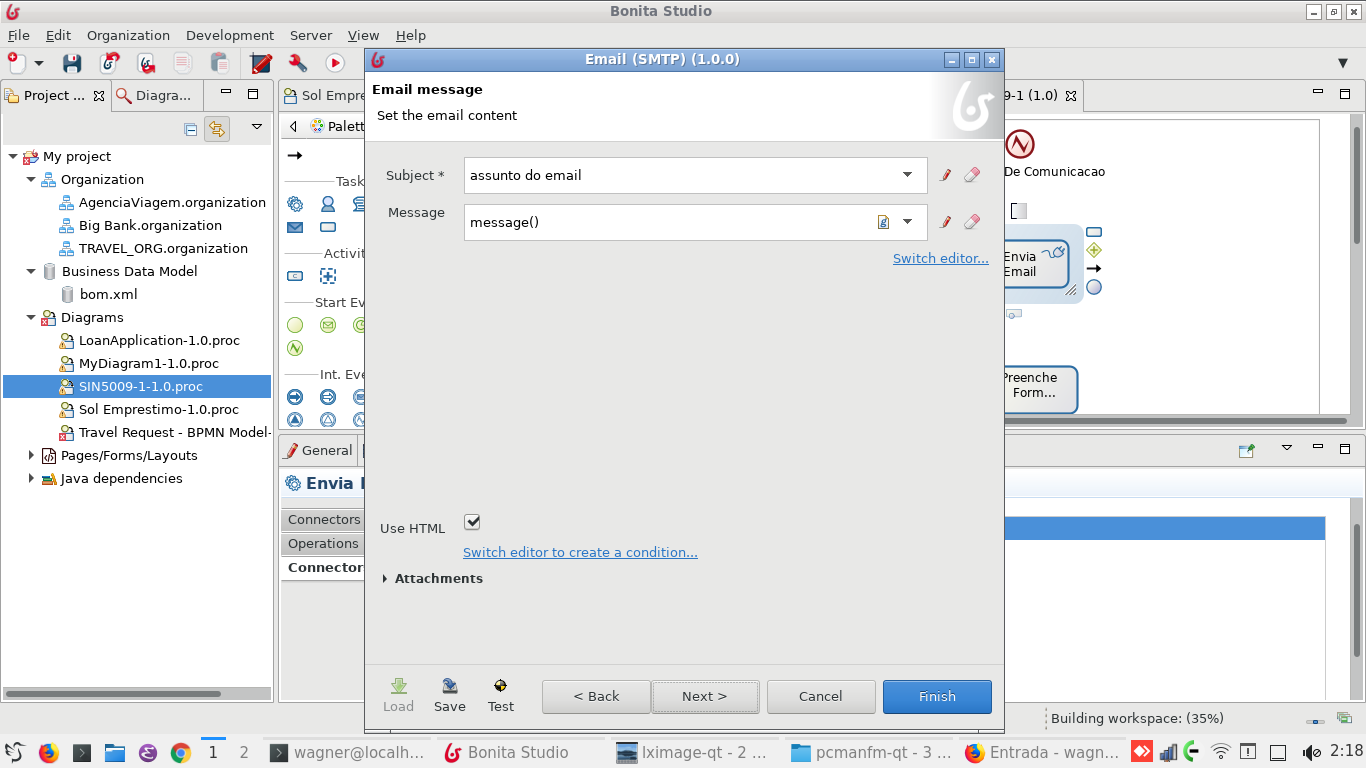 Bonita Studio
File Edit Organization Development Server View Help
Project ...
Diagra...
My project
Organization
AgenciaViagem.organization
Big Bank.organization
TRAVEL_ORG.organization
Business Data Model
bom.xml
Diagrams
LoanApplication-1.0.proc
MyDiagram1-1.0.proc
SIN5009-1-1.0.proc
Sol Emprestimo-1.0.proc
Travel Request - BPMN Model-
Pages/Forms/Layouts
Java dependencies
Sol Empre
Palett
Task
Activit
Start Ev
Int. Eve
General
Envia
Connectors
Operations
Connector
Email (SMTP) (1.0.0)
Email message
Set the email content
Subject * assunto do email
Message message()
Switch editor...
Use HTML
Switch editor to create a condition...
Attachments
Load Save Test < Back Next > Cancel Finish
9-1 (1.0)
De Comunicacao
Envia
Email
Preenche
Form...
Building workspace: (35%)
1 2 wagner@localh... Bonita Studio lximage-qt - 2 ... pcmanfm-qt - 3 ... Entrada - wagn... 2:18